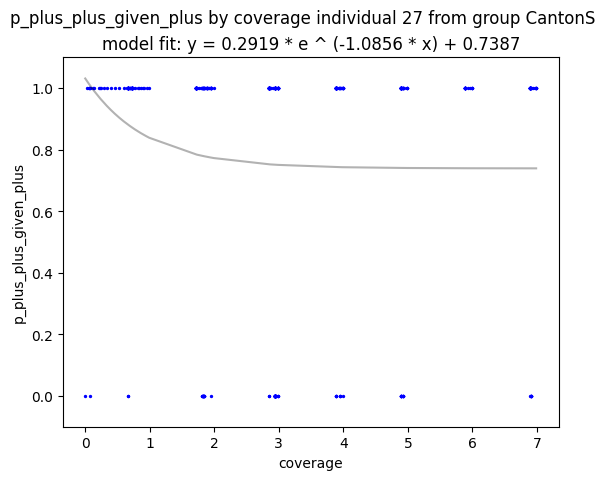 p_plus_plus_given_plus by coverage individual 27 from group CantonS
model fit: y = 0.2919 * e ^ (-1.0856 * x) + 0.7387
p_plus_plus_given_plus
1.0
0.8
0.6
0.4
0.2
0.0
0 1 2 3 4 5 6 7
coverage